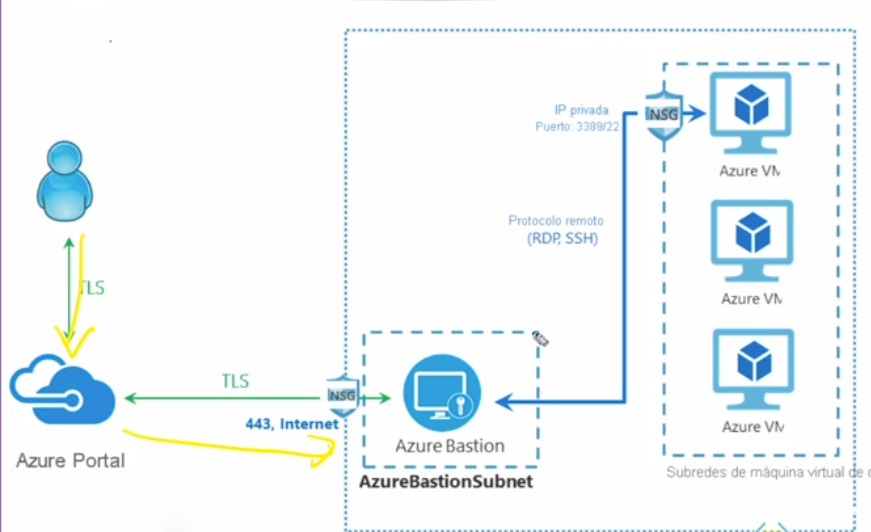 IP privada
Puerto: 3389/22
NSG
Azure VM
Protocolo remoto
(RDP, SSH)
Azure VM
TLS
TLS
NSG
443, Internet
Azure Bastion
Azure VM
Azure Portal
AzureBastionSubnet
Subredes de máquina virtual de